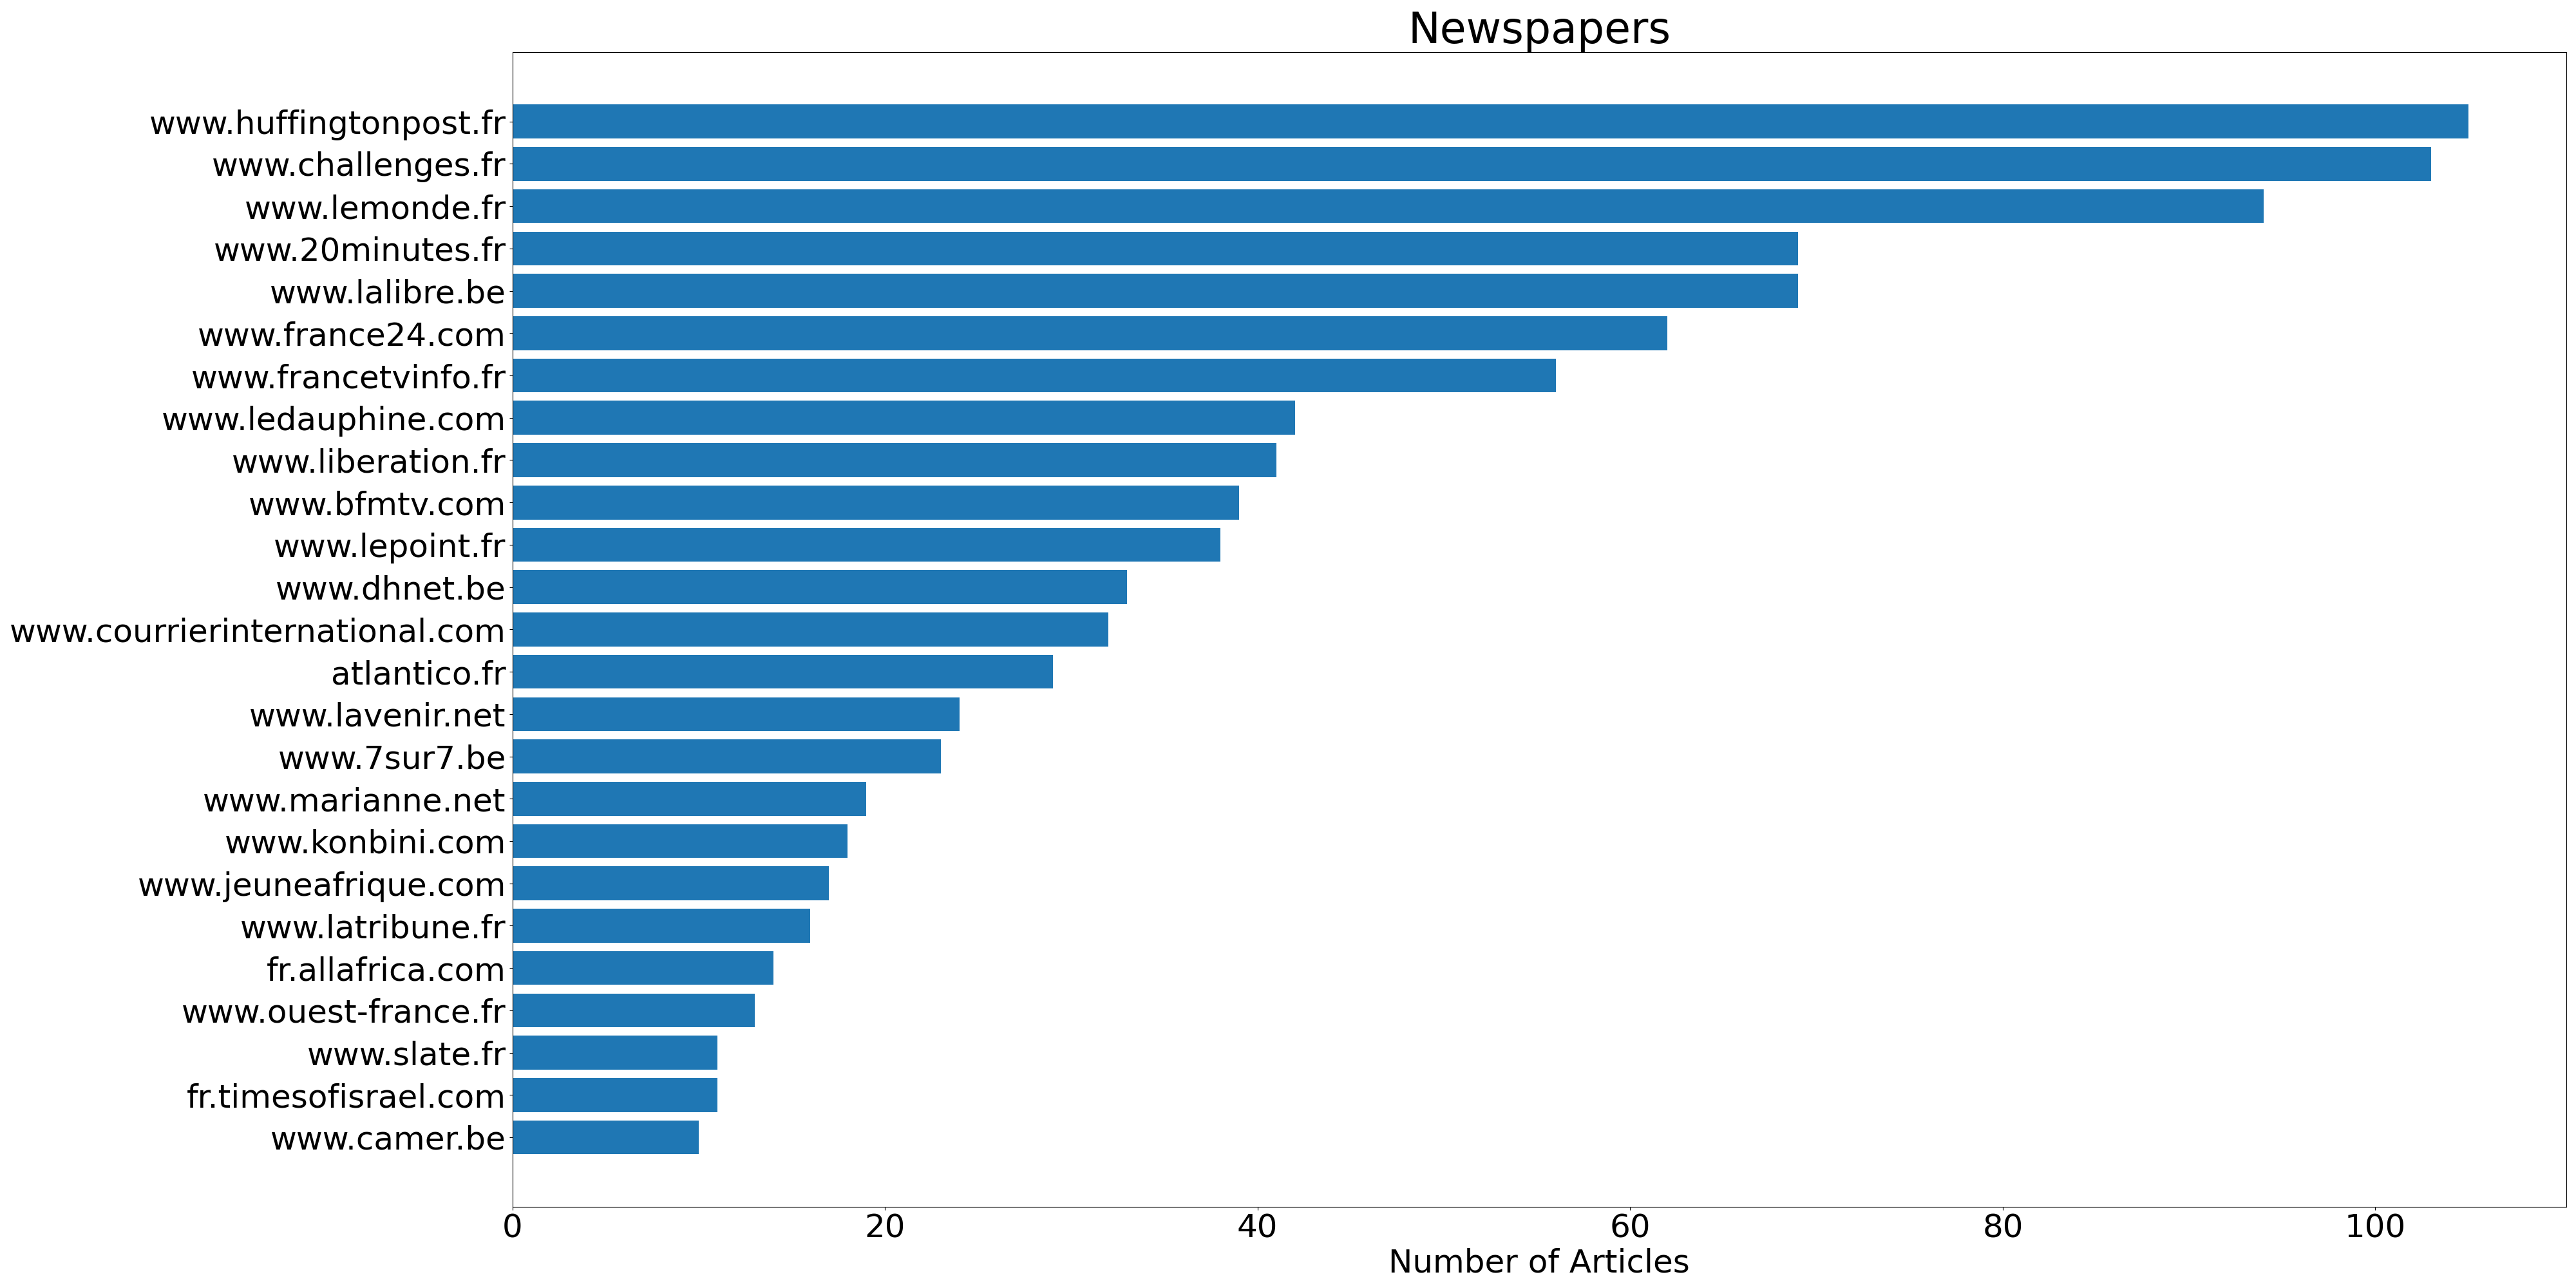 Newspapers
www.huffingtonpost.fr
www.challenges.fr
www.lemonde.fr
www.20minutes.fr
www.lalibre.be
www.france24.com
www.francetvinfo.fr
www.ledauphine.com
www.liberation.fr
www.bfmtv.com
www.lepoint.fr
www.dhnet.be
www.courrierinternational.com
atlantico.fr
www.lavenir.net
www.7sur7.be
www.marianne.net
www.konbini.com
www.jeuneafrique.com
www.latribune.fr
fr.allafrica.com
www.ouest-france.fr
www.slate.fr
fr.timesofisrael.com
www.camer.be
0 20 40 60 80 100
Number of Articles